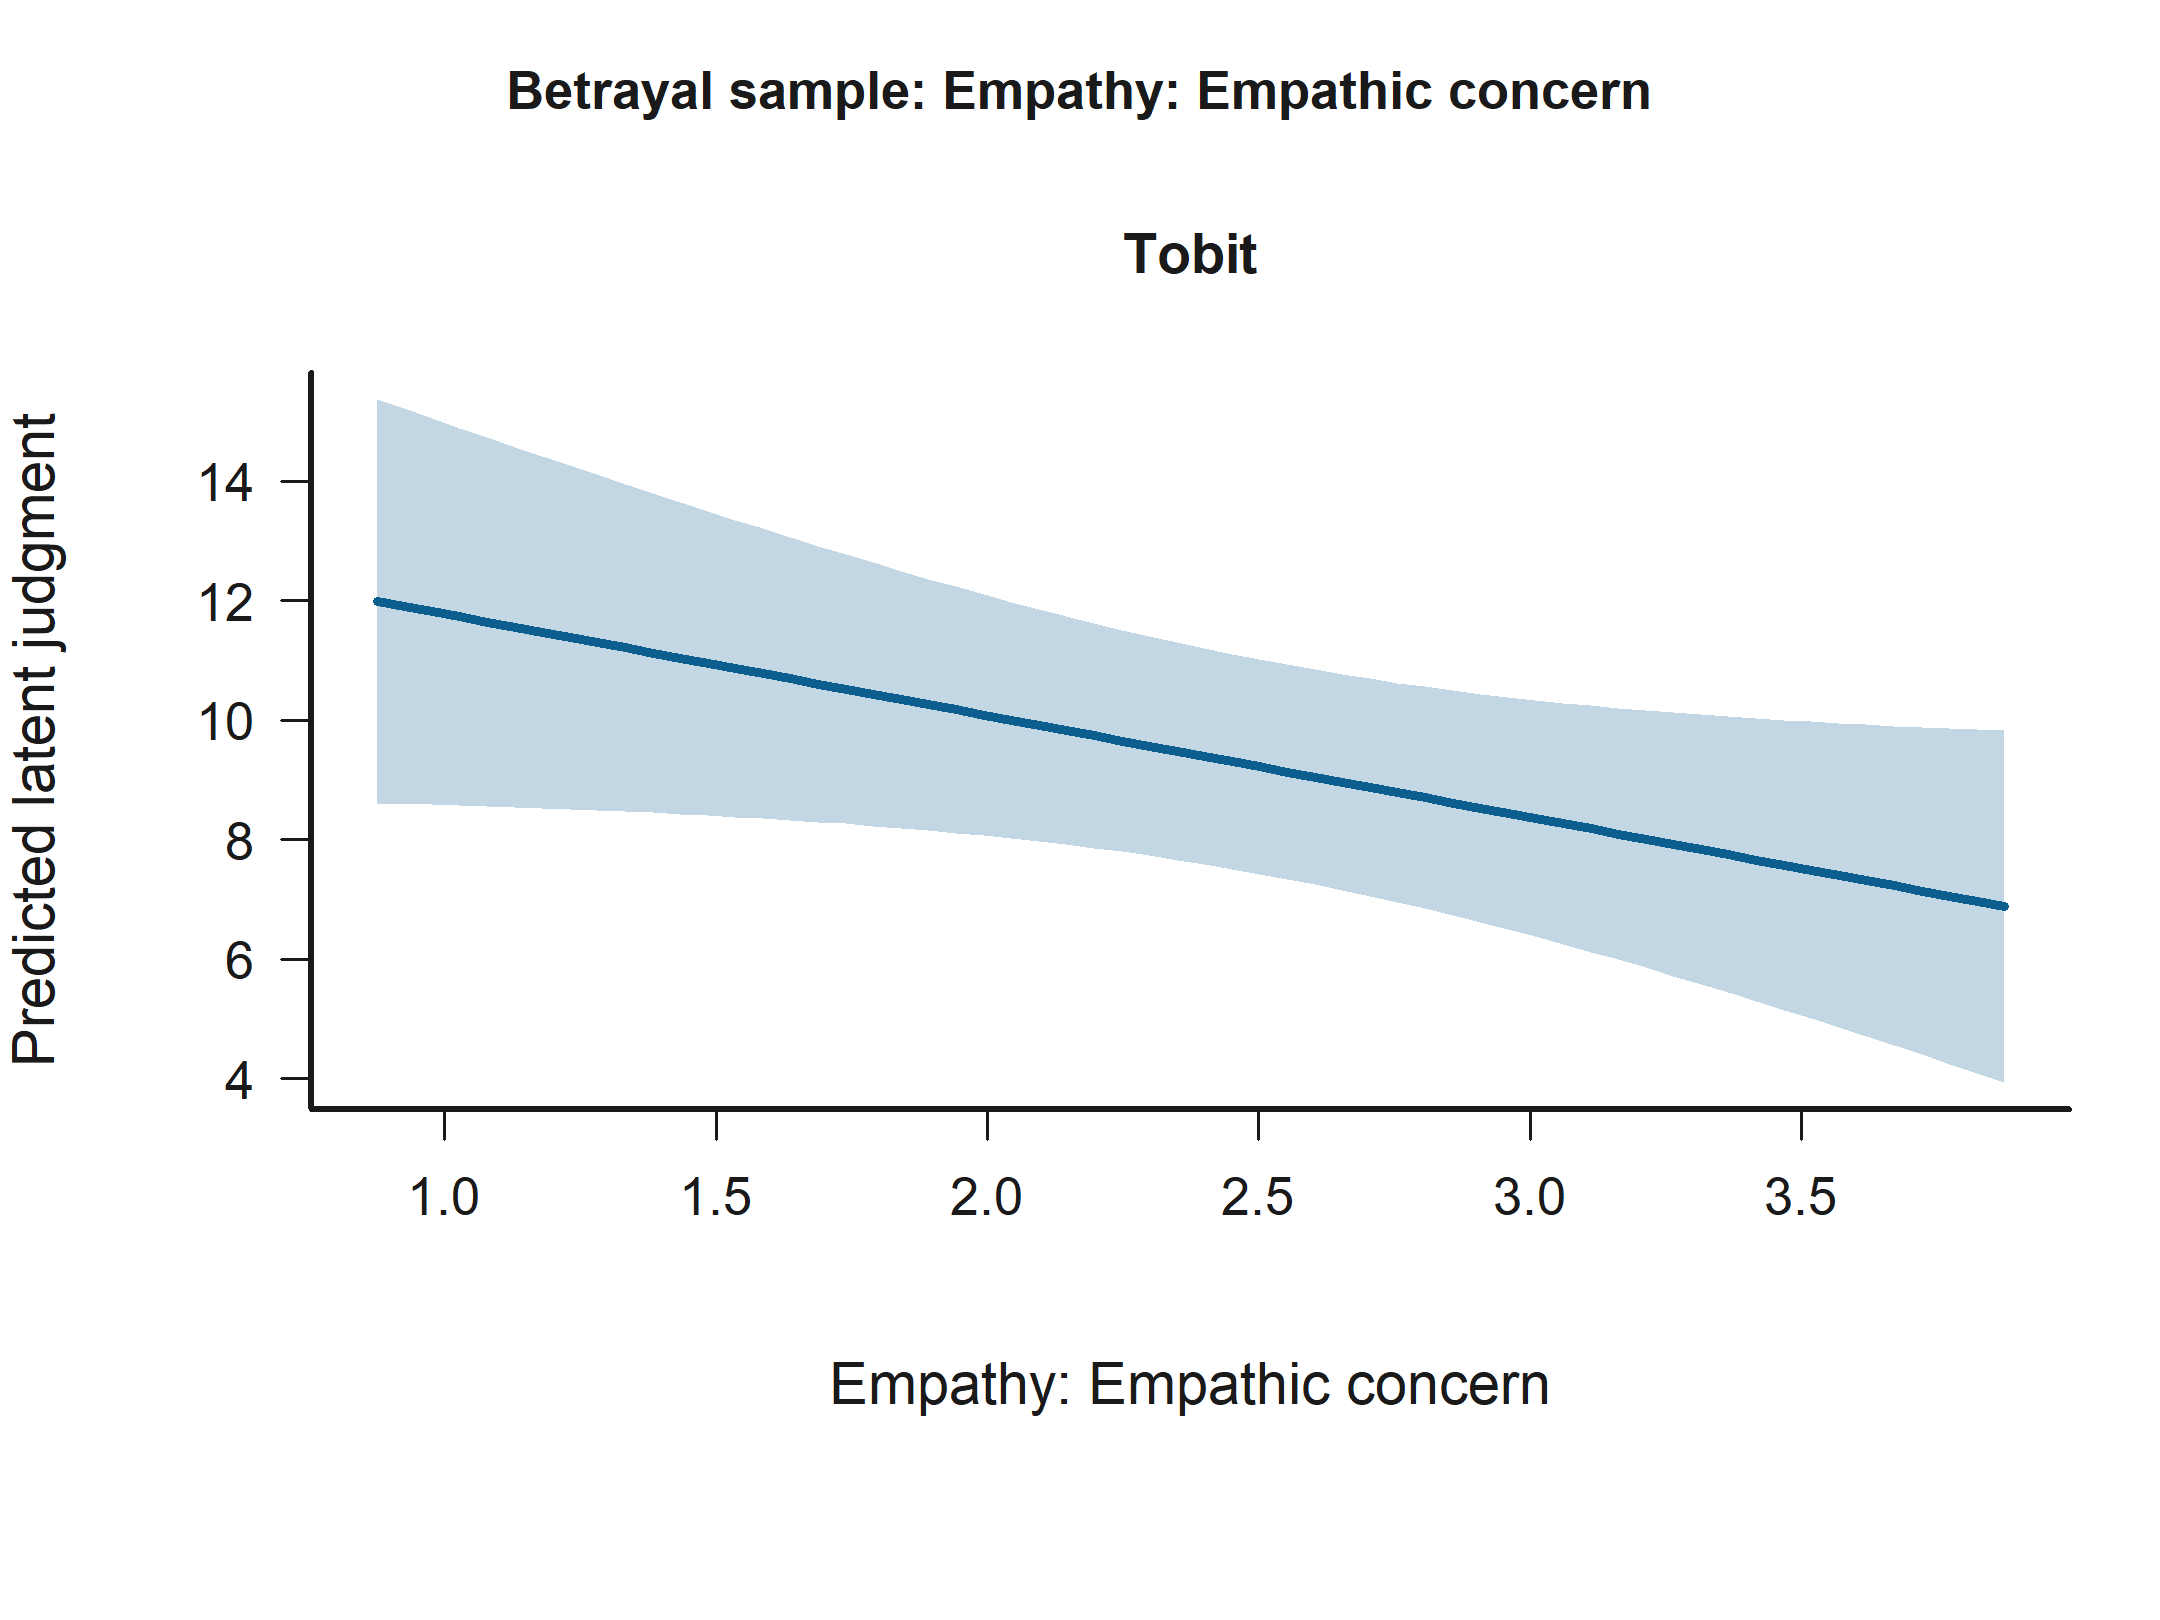 Betrayal sample: Empathy: Empathic concern
Tobit
Predicted latent judgment
14
12
10
8
6
4
1.0 1.5 2.0 2.5 3.0 3.5
Empathy: Empathic concern